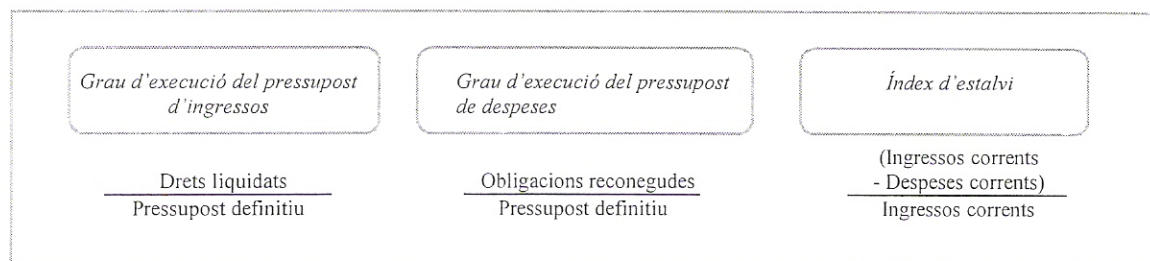 Grau d'execució del pressupost
d'ingressos
Drets liquidats
Pressupost definitiu
Grau d'execució del pressupost
de despeses
Obligacions reconegudes
Pressupost definitiu
Índex d'estalvi
(Ingressos corrents
- Despeses corrents)
Ingressos corrents